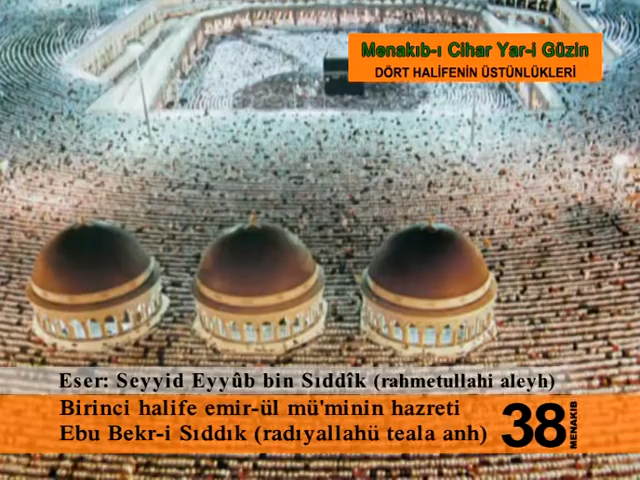 Menakıb-ı Cihar Yar-i Güzin
DÖRT HALİFENİN ÜSTÜNLÜKLERİ
Eser: Seyyid Eyyûb bin Sıddîk (rahmetullahi aleyh)
Birinci halife emir-ül mü'minin hazreti
Ebu Bekr-i Sıddık (radıyallahü teala anh)
38
MENAKIB